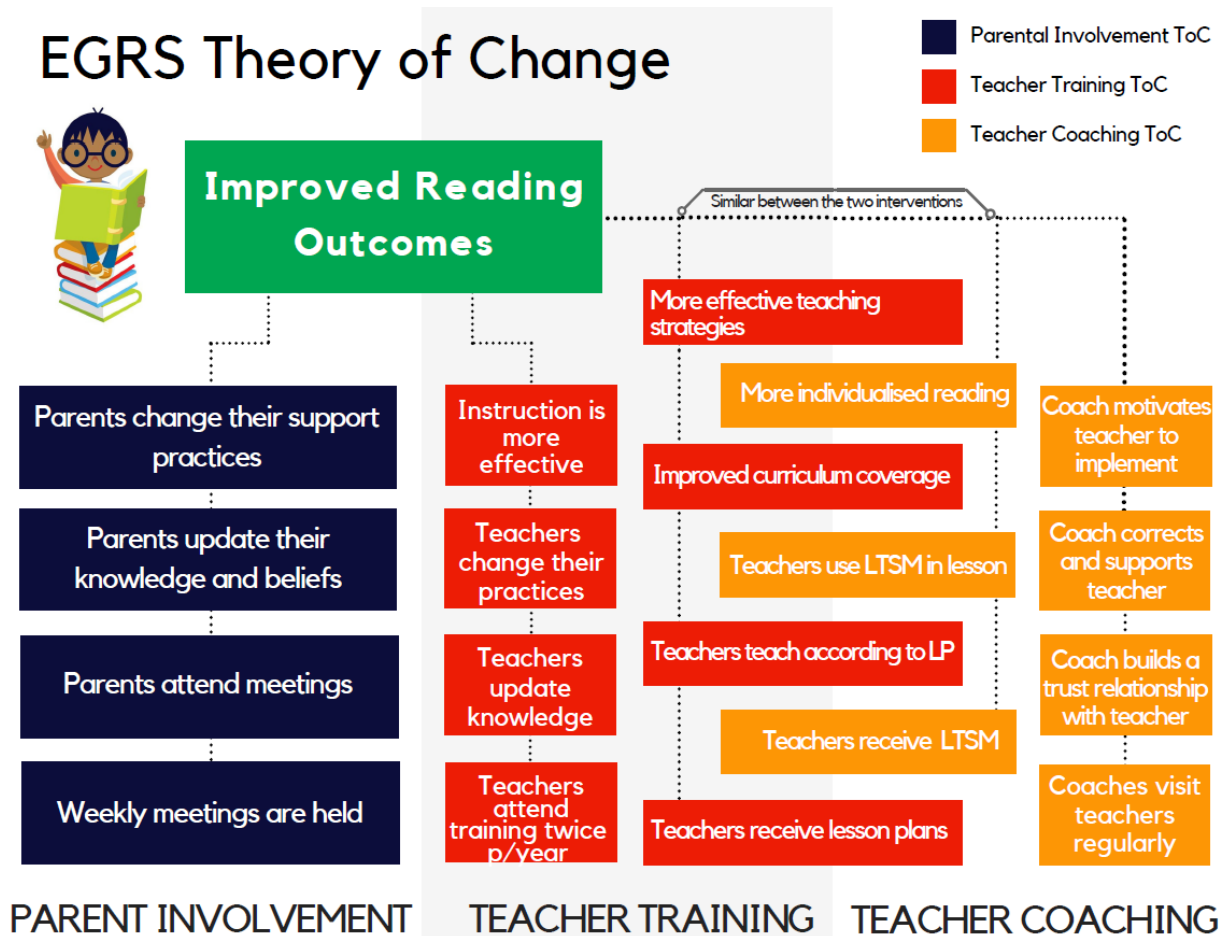 EGRS Theory of Change
Parental Involvement ToC
Teacher Training ToC
Teacher Coaching ToC
Improved Reading
Outcomes
Similar between the two interventions
Parents change their support
practices
Parents update their
knowledge and beliefs
Parents attend meetings
Weekly meetings are held
Instruction is
more
effective
Teachers
change their
practices
Teachers
update
knowledge
Teachers
attend
training twice
p/year
More effective teaching
strategies
More individualised reading
Improved curriculum coverage
Teachers use LTSM in lesson
Teachers teach according to LP
Teachers receive LTSM
Teachers receive lesson plans
Coach motivates
teacher to
implement
Coach corrects
and supports
teacher
Coach builds a
trust relationship
with teacher
Coaches visit
teachers
regularly
PARENT INVOLVEMENT
TEACHER TRAINING
TEACHER COACHING